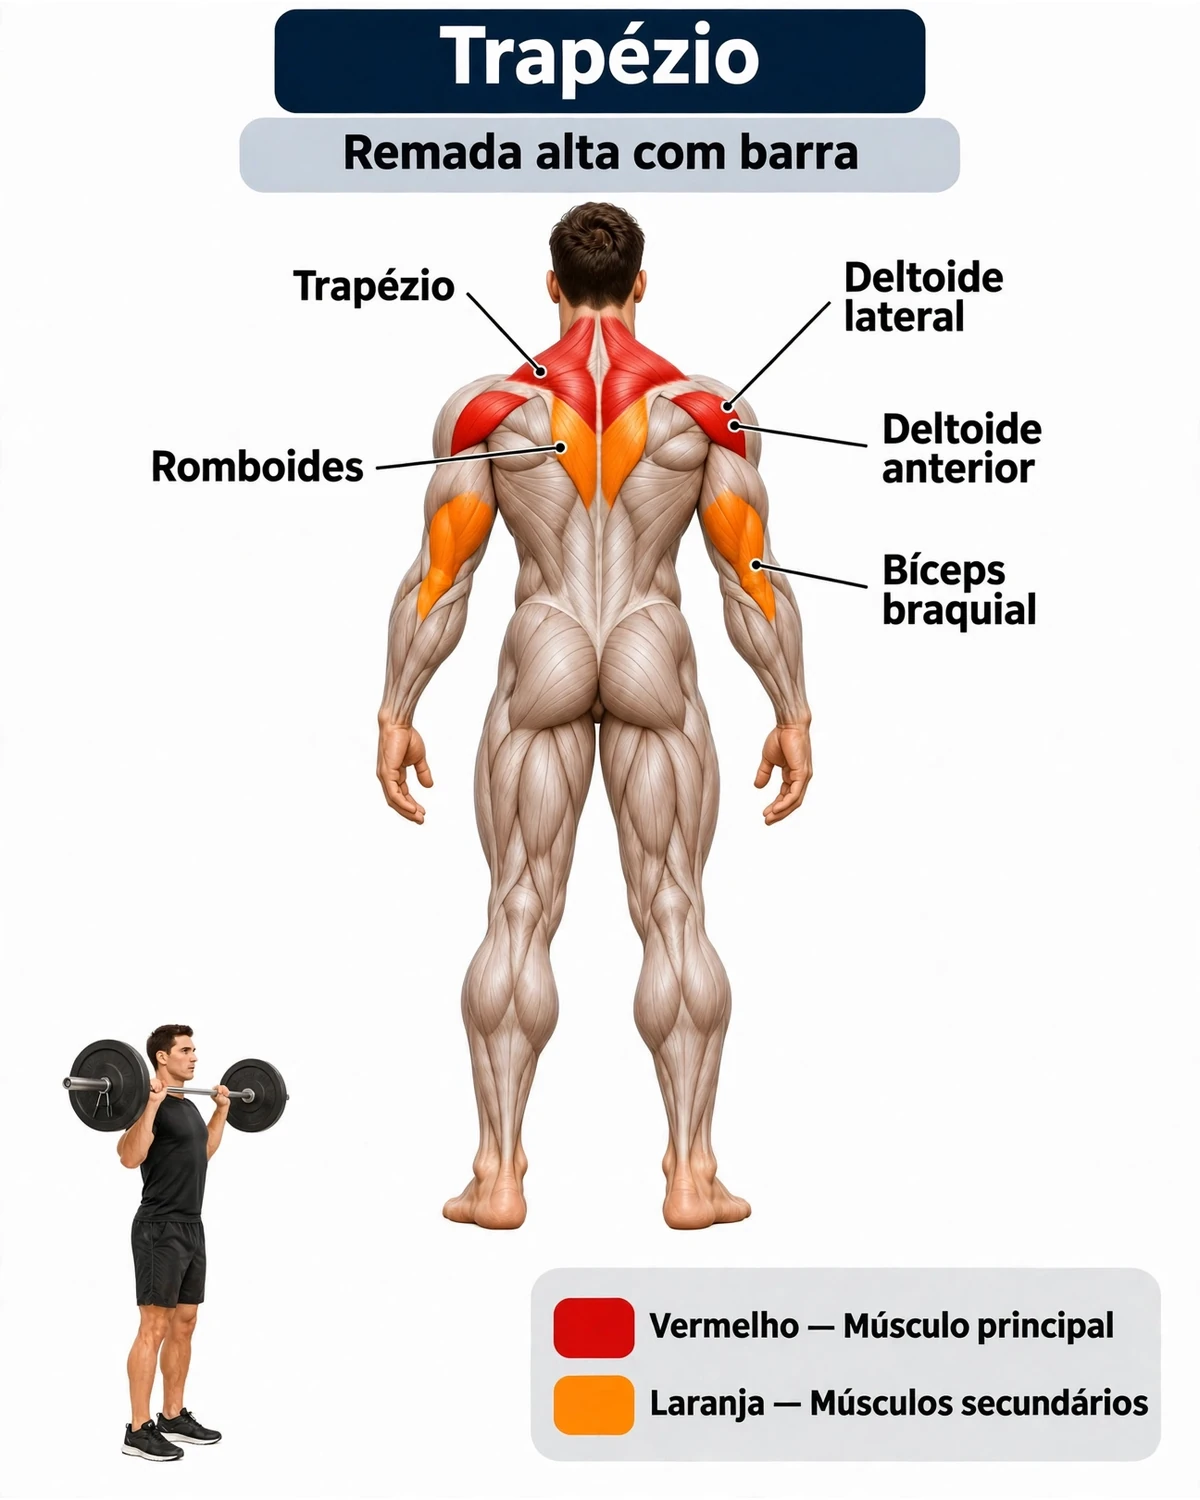 Trapézio
Remada alta com barra
Trapézio
Deltoide
lateral
Romboides
Deltoide
anterior
Bíceps
braquial
Vermelho — Músculo principal
Laranja — Músculos secundários